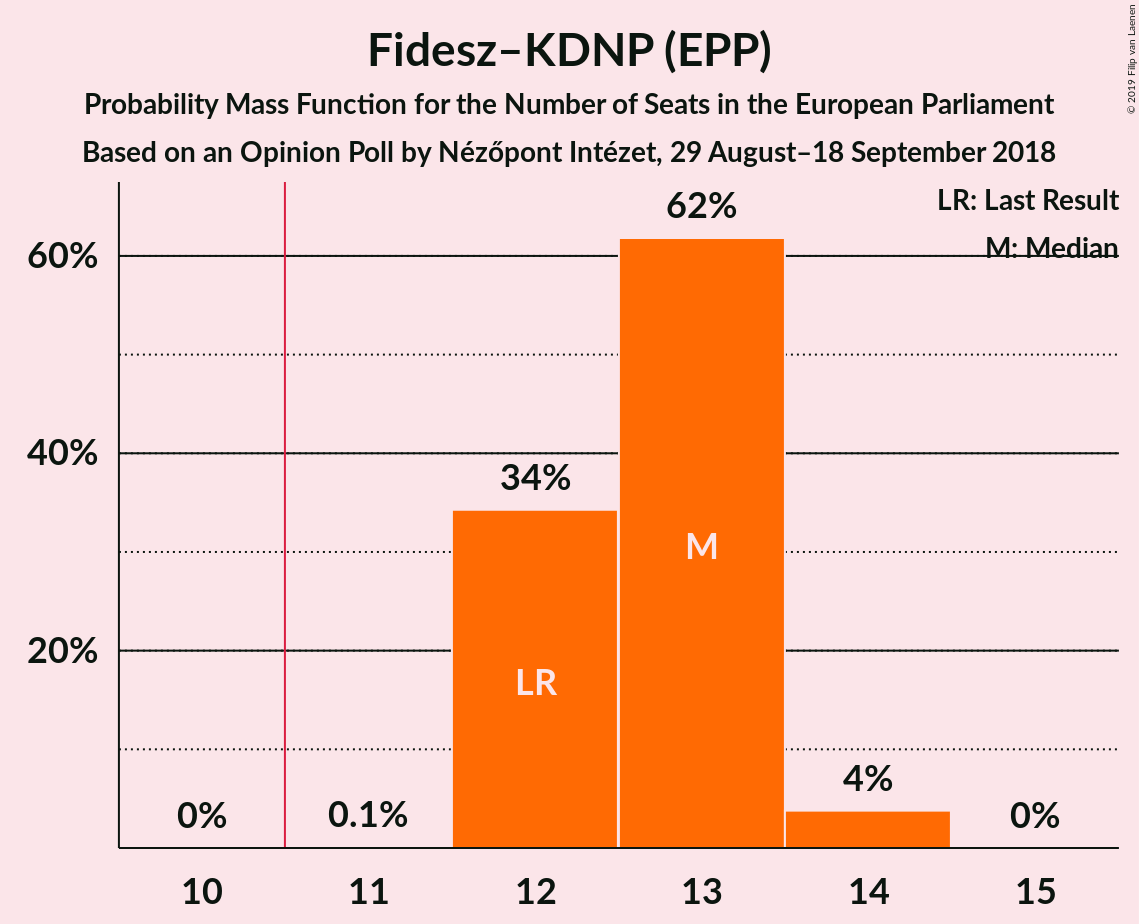 Fidesz–KDNP (EPP)
Probability Mass Function for the Number of Seats in the European Parliament
Based on an Opinion Poll by Nézőpont Intézet, 29 August–18 September 2018
© 2019 Filip van Laenen
LR: Last Result
M: Median
60%
40%
20%
0%
0.1%
34%
62%
4%
0%
LR
M
10
11
12
13
14
15